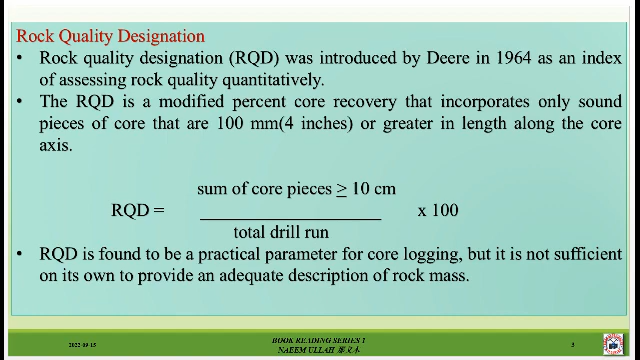 Rock Quality Designation
• Rock quality designation (RQD) was introduced by Deere in 1964 as an index
of assessing rock quality quantitatively.
• The RQD is a modified percent core recovery that incorporates only sound
pieces of core that are 100 mm(4 inches) or greater in length along the core
axis.
sum of core pieces ≥ 10 cm
RQD = x 100
total drill run
• RQD is found to be a practical parameter for core logging, but it is not sufficient
on its own to provide an adequate description of rock mass.
2022-09-15
BOOK READING SERIES 1
NAEEM ULLAH